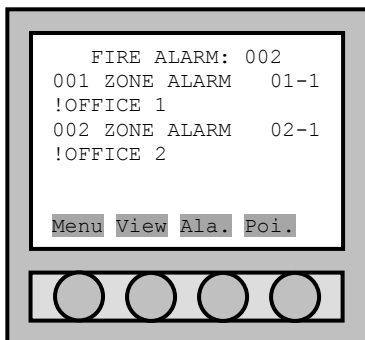 FIRE ALARM: 002
001 ZONE ALARM 01-1
!OFFICE 1
002 ZONE ALARM 02-1
!OFFICE 2
Menu View Ala. Poi.